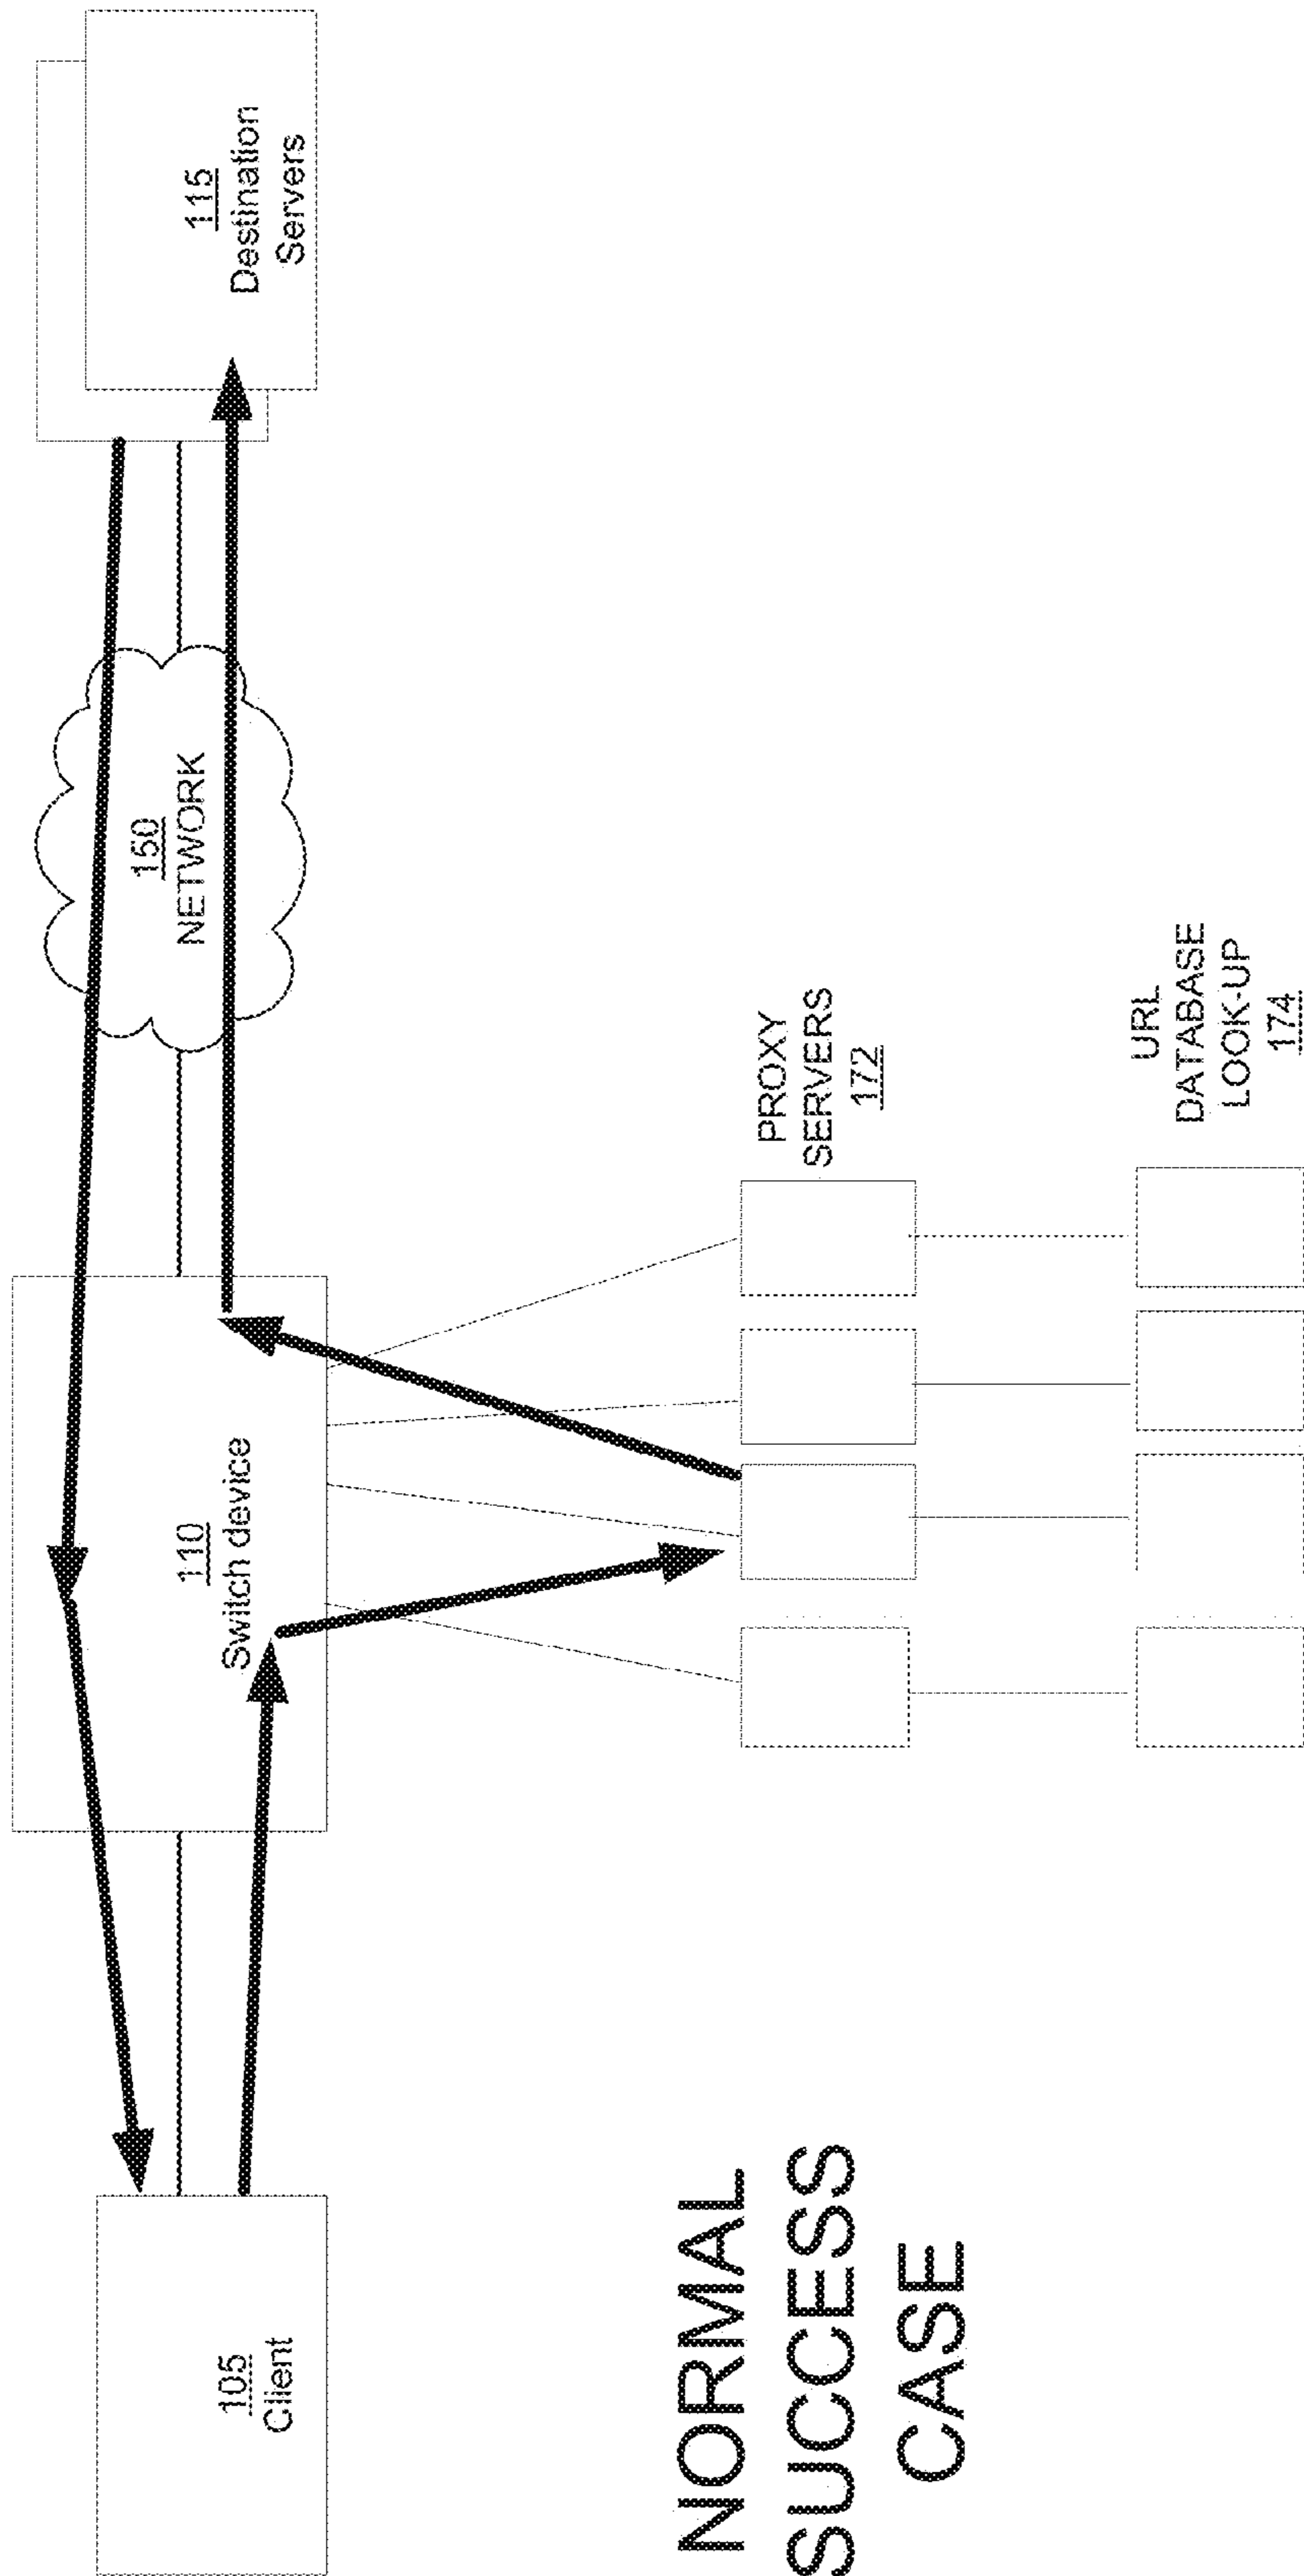 105
Client
110
Switch device
150
NETWORK
115
Destination
Servers
PROXY
SERVERS
172
URL
DATABASE
LOOK-UP
174
NORMAL
SUCCESS
CASE